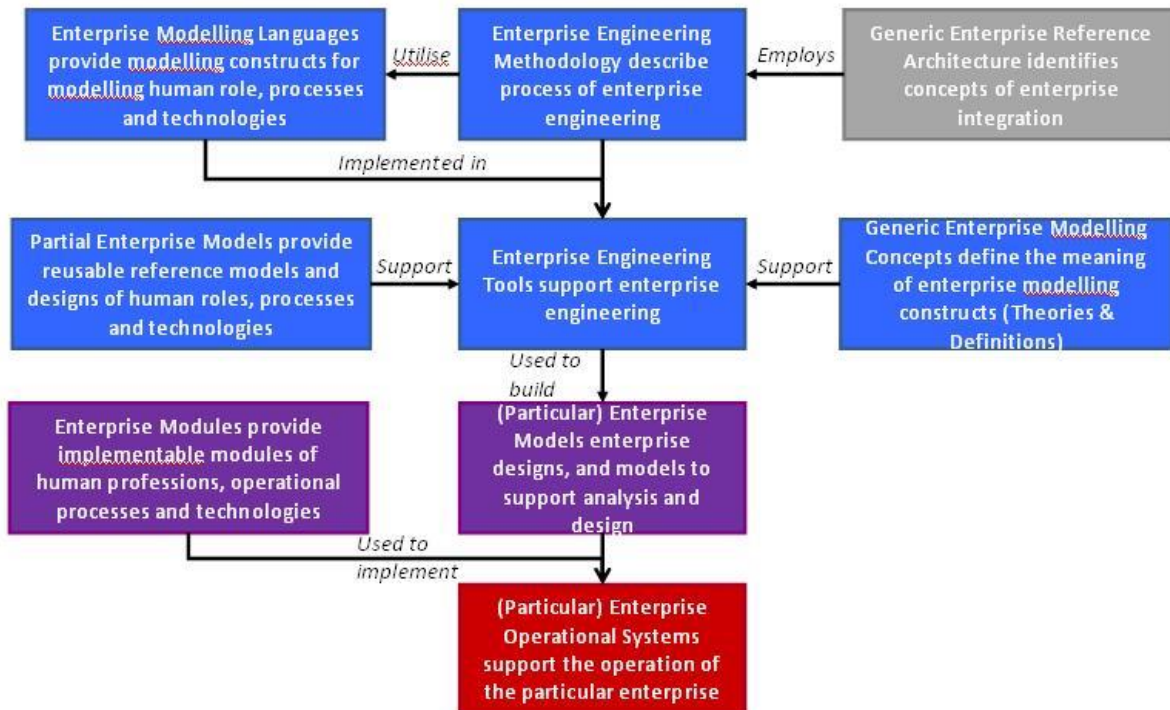 Enterprise Modelling Languages
provide modelling constructs for
modelling human role, processes
and technologies
Utilise
Enterprise Engineering
Methodology describe
process of enterprise
engineering
Employs
Generic Enterprise Reference
Architecture identifies
concepts of enterprise
integration
Implemented in
Partial Enterprise Models provide
reusable reference models and
designs of human roles, processes
and technologies
Support
Enterprise Engineering
Tools support enterprise
engineering
Support
Generic Enterprise Modelling
Concepts define the meaning
of enterprise modelling
constructs (Theories &
Definitions)
Used to
build
Enterprise Modules provide
implementable modules of
human professions, operational
processes and technologies
(Particular) Enterprise
Models enterprise
designs, and models to
support analysis and
design
Used to
implement
(Particular) Enterprise
Operational Systems
support the operation of
the particular enterprise